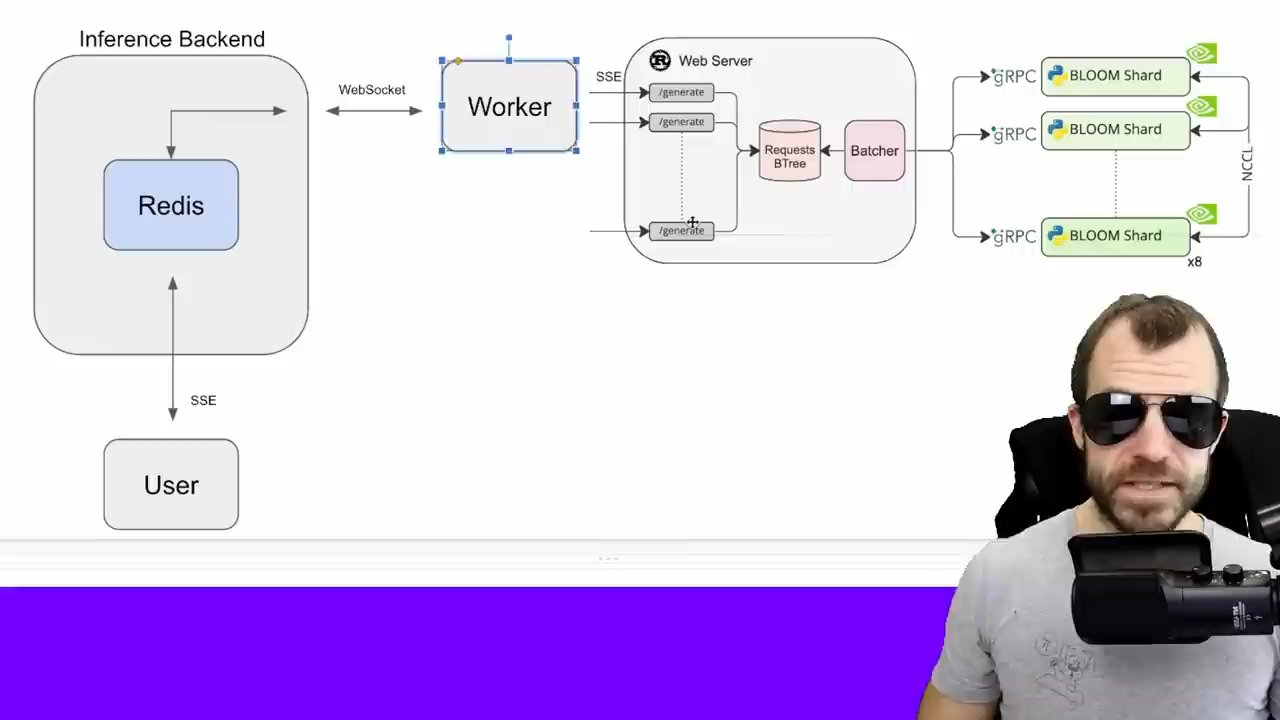 Inference Backend
Redis
SSE
User
WebSocket
Worker
SSE
Web Server
/generate
/generate
/generate
Requests
BTree
Batcher
gRPC
BLOOM Shard
gRPC
BLOOM Shard
gRPC
BLOOM Shard
x8
NCCL